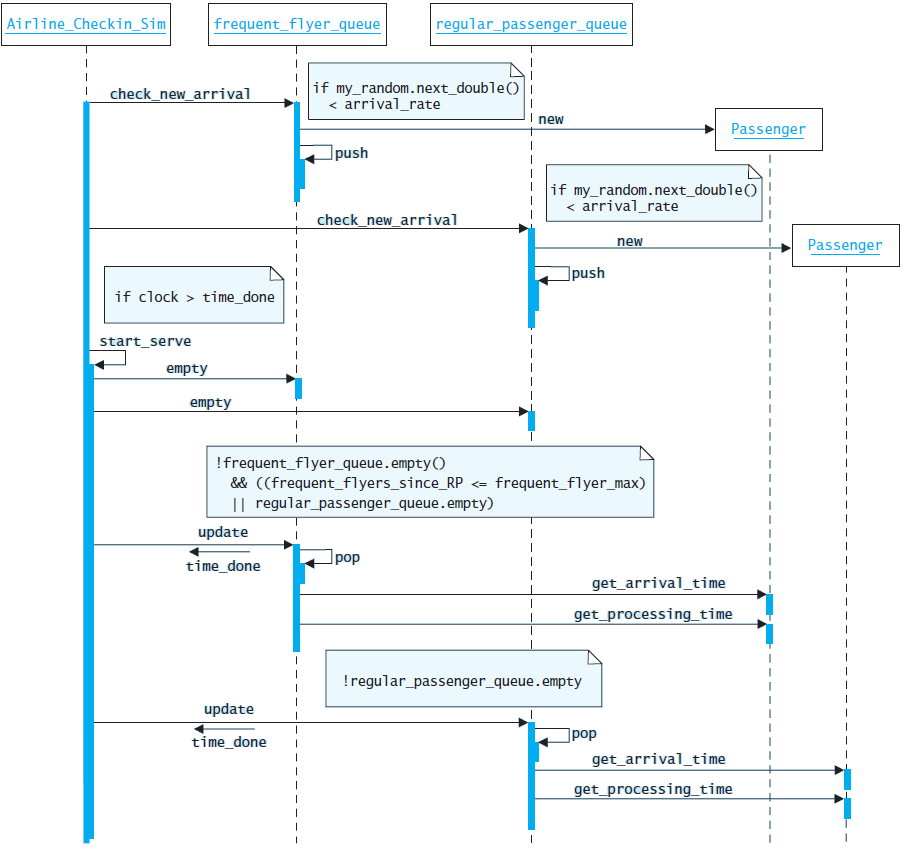 Airline_Checkin_Sim
frequent_flyer_queue
regular_passenger_queue
check_new_arrival
if my_random.next_double()
< arrival_rate
new
Passenger
push
if my_random.next_double()
< arrival_rate
check_new_arrival
new
Passenger
push
if clock > time_done
start_serve
empty
empty
!frequent_flyer_queue.empty()
&& ((frequent_flyers_since_RP <= frequent_flyer_max)
|| regular_passenger_queue.empty)
update
time_done
pop
get_arrival_time
get_processing_time
!regular_passenger_queue.empty
update
time_done
pop
get_arrival_time
get_processing_time